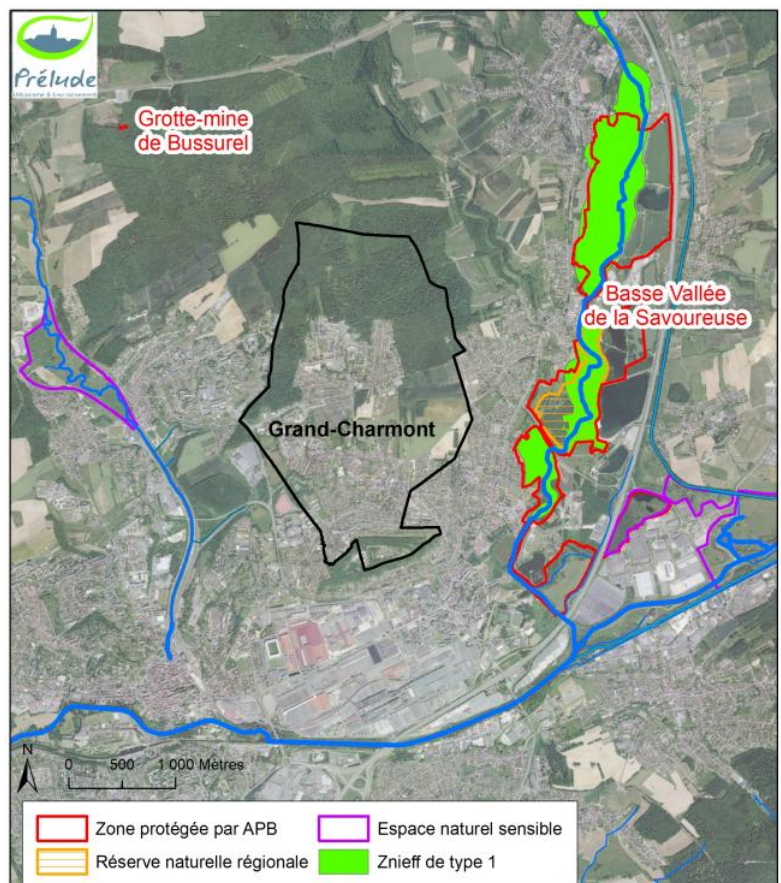 Prélude
Urbanisme & Environnement
Grotte-mine
de Bussurel
Basse Vallée
de la Savoureuse
Grand-Charmont
N
0 500 1 000 Mètres
Zone protégée par APB
Espace naturel sensible
Réserve naturelle régionale
Znieff de type 1